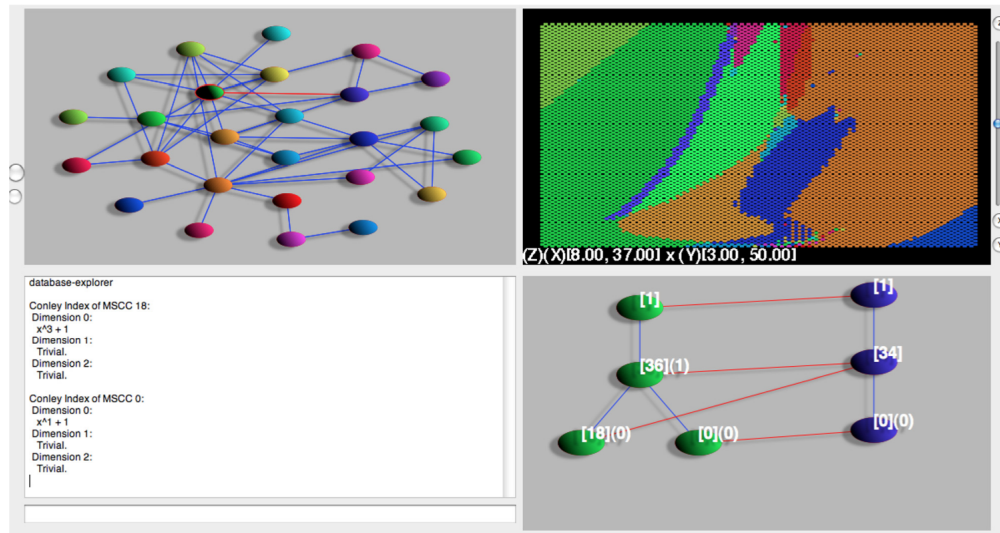 (Z)(X)[8.00, 37.00] x (Y)[3.00, 50.00]
database-explorer
Conley Index of MSCC 18:
Dimension 0:
x^3 + 1
Dimension 1:
Trivial.
Dimension 2:
Trivial.
Conley Index of MSCC 0:
Dimension 0:
x^1 + 1
Dimension 1:
Trivial.
Dimension 2:
Trivial.
[1] [1]
[36](1) [34]
[18](0) [0](0) [0](0)